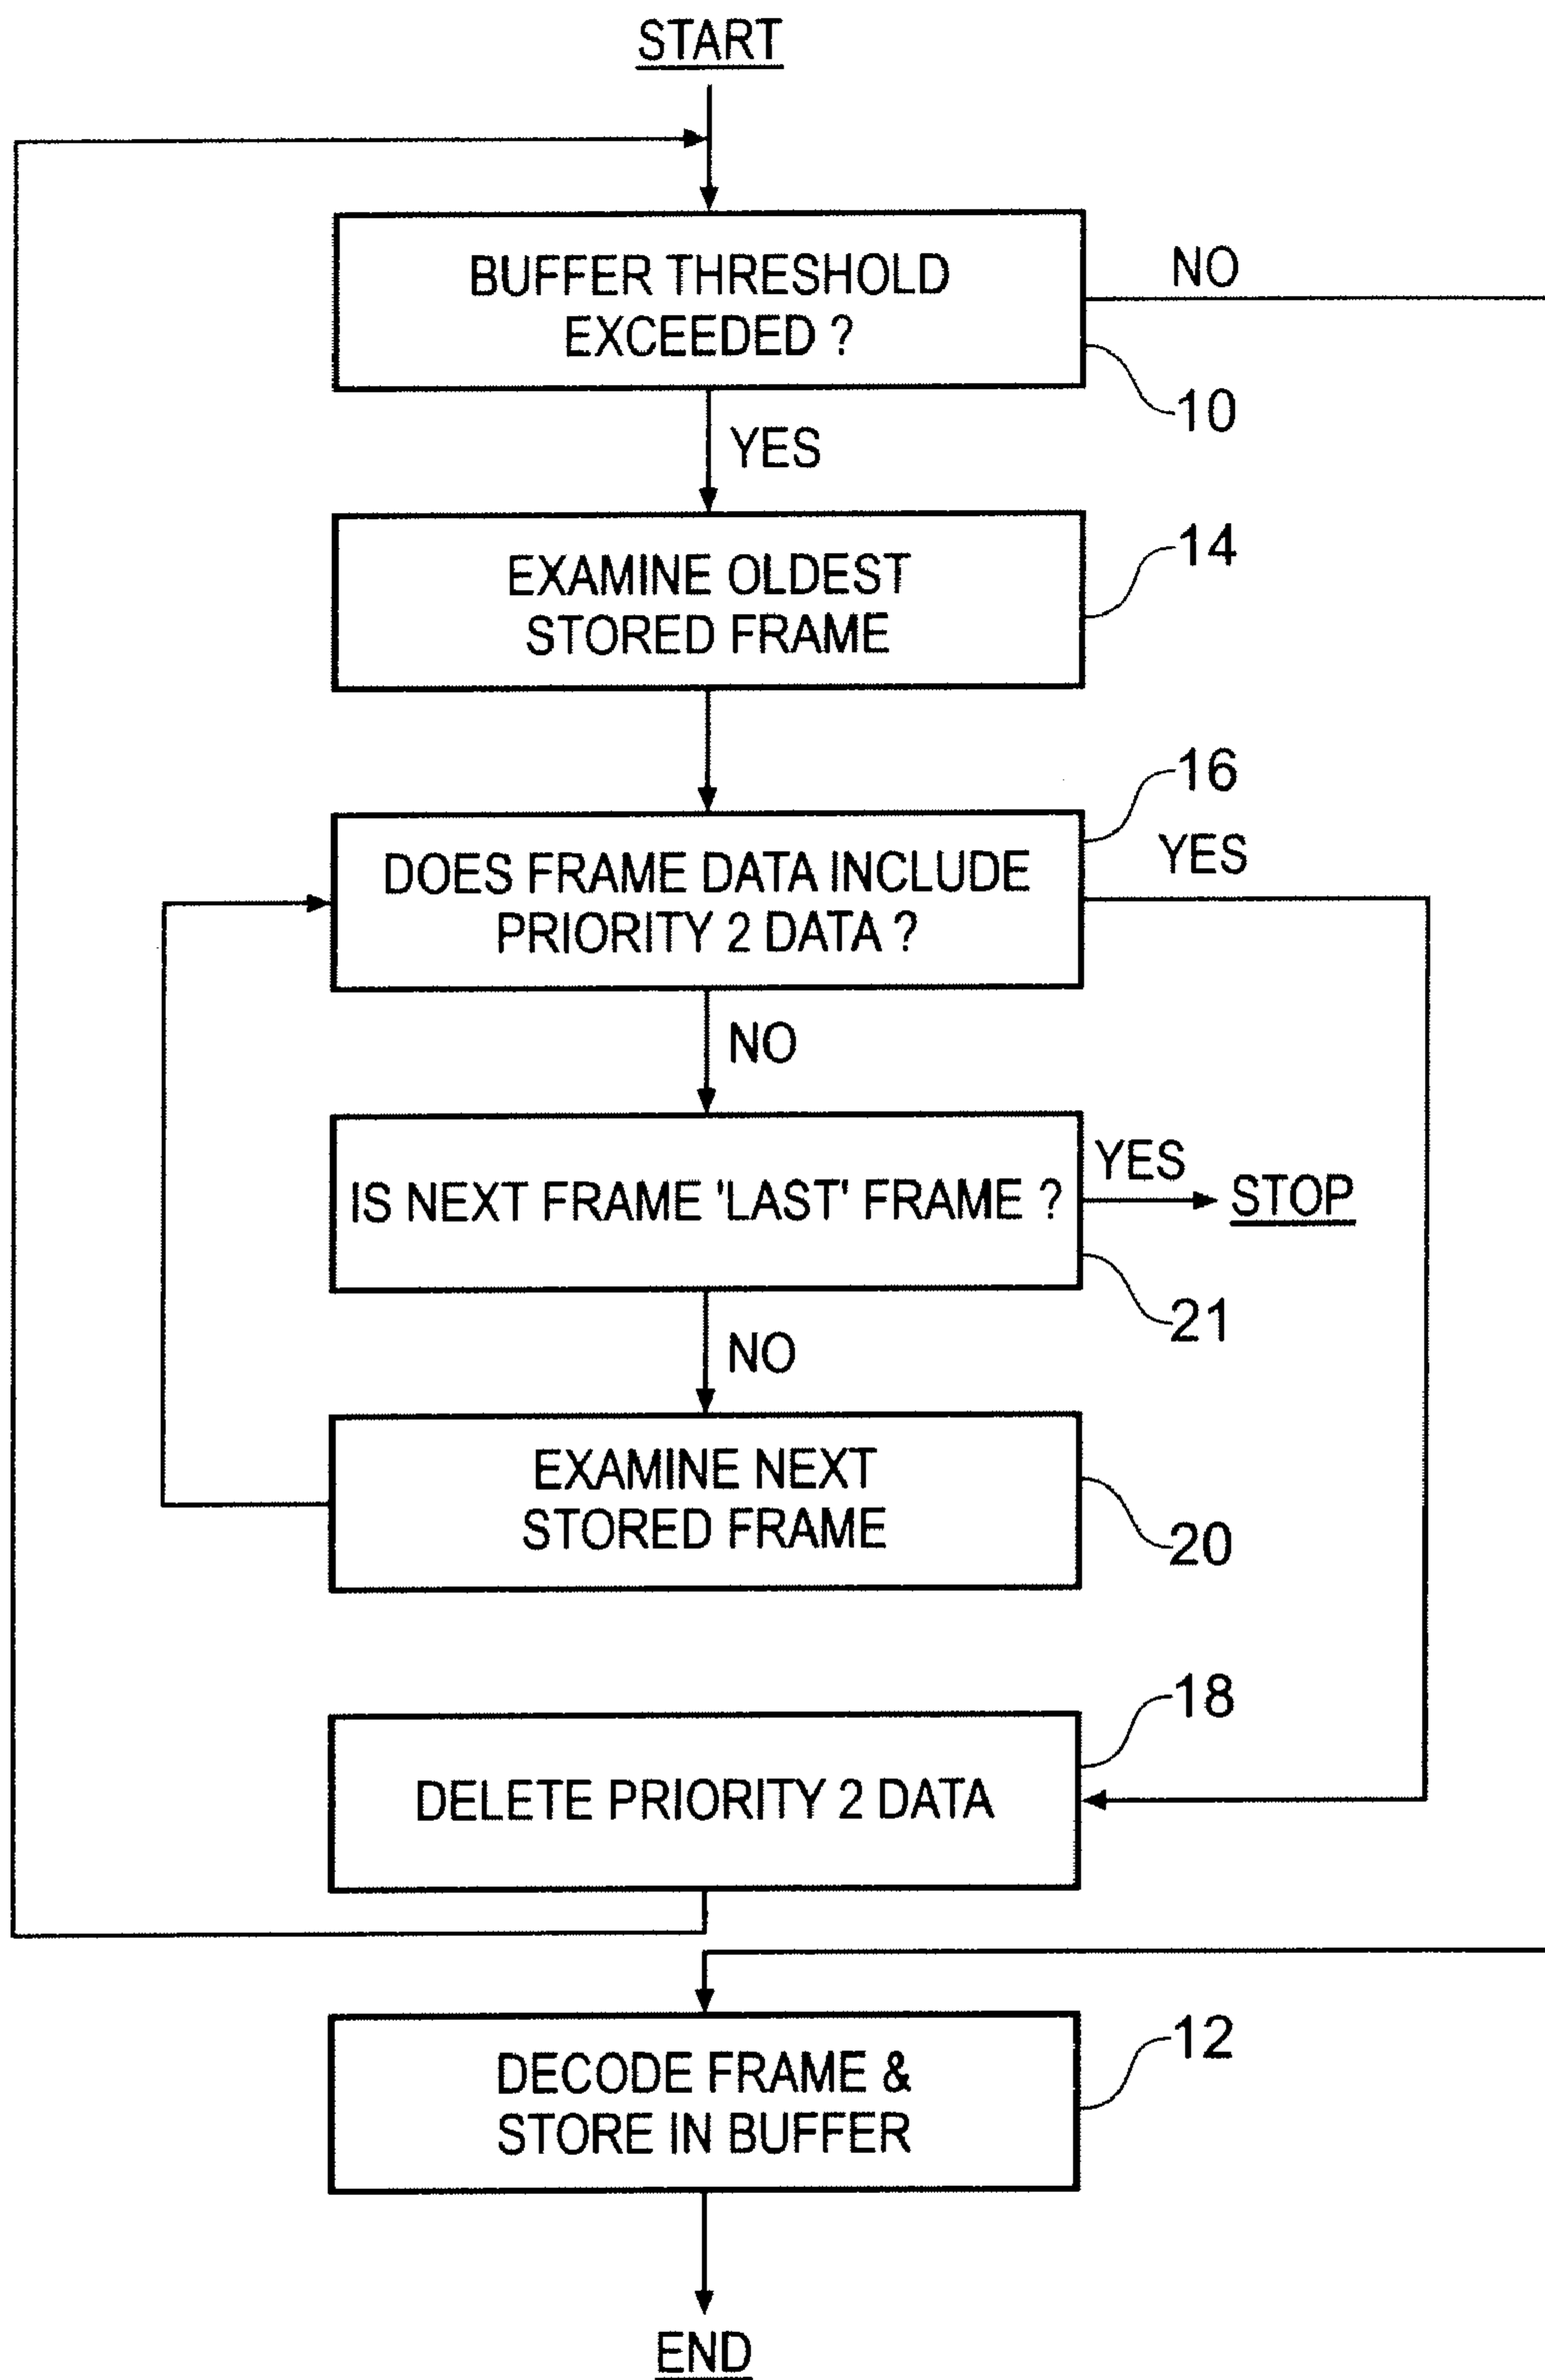 START
BUFFER THRESHOLD
EXCEEDED ?
NO
10
YES
EXAMINE OLDEST
STORED FRAME
14
16
DOES FRAME DATA INCLUDE
PRIORITY 2 DATA ?
YES
NO
IS NEXT FRAME 'LAST' FRAME ?
YES
STOP
21
NO
EXAMINE NEXT
STORED FRAME
20
18
DELETE PRIORITY 2 DATA
12
DECODE FRAME &
STORE IN BUFFER
END